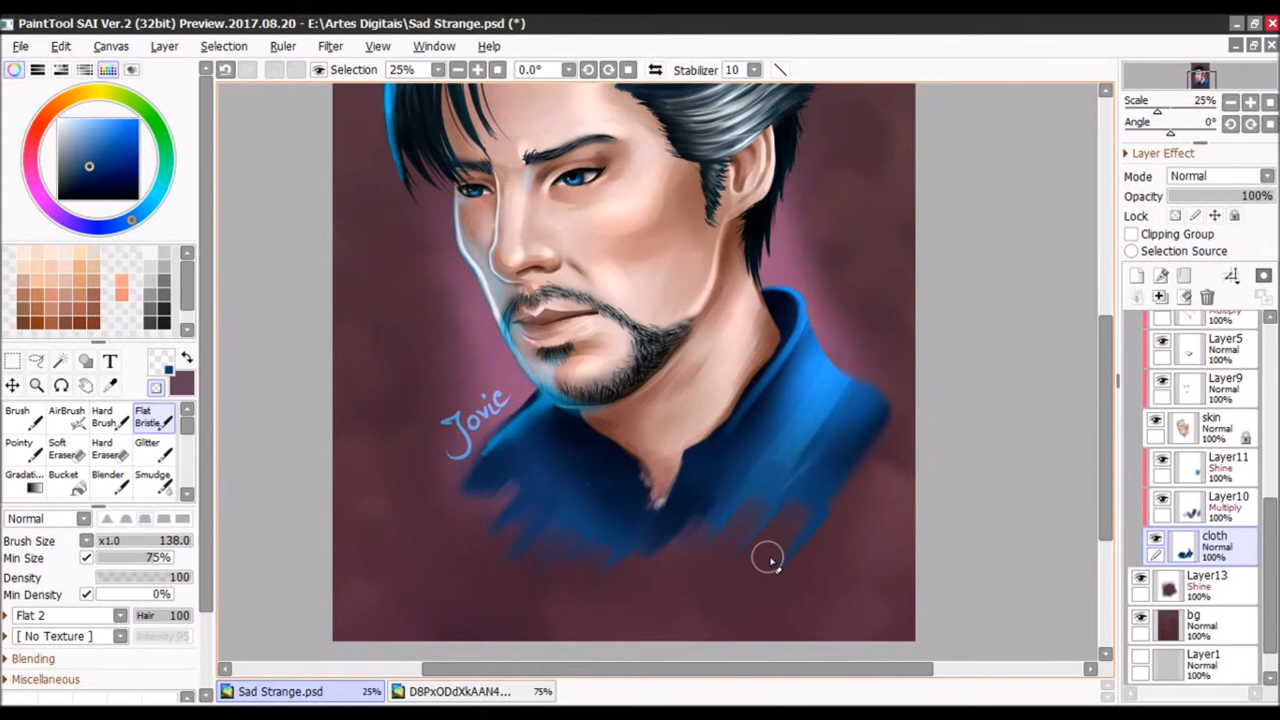 PaintTool SAI Ver.2 (32bit) Preview.2017.08.20 - E:\Artes Digitais\Sad Strange.psd (*)
File Edit Canvas Layer Selection Ruler Filter View Window Help
Selection 25% 0.0° Stabilizer 10
Scale 25%
Angle 0°
Layer Effect
Mode Normal
Opacity 100%
Lock
Clipping Group
Selection Source
T
Brush AirBrush Hard Brush Flat Bristle
Pointy Soft Eraser Hard Eraser Glitter
Gradati... Bucket Blender Smudge
Normal
Brush Size x1.0 138.0
Min Size 75%
Density 100
Min Density 0%
Flat 2 Hair 100
[ No Texture ] Intensity 95
Blending
Miscellaneous
Jovic
Multiply
100%
Layer5
Normal
100%
Layer9
Normal
100%
skin
Normal
100%
Layer11
Shine
100%
Layer10
Multiply
100%
cloth
Normal
100%
Layer13
Shine
100%
bg
Normal
100%
Layer1
Normal
100%
Sad Strange.psd 25% D8PxODdXkAAN4... 75%